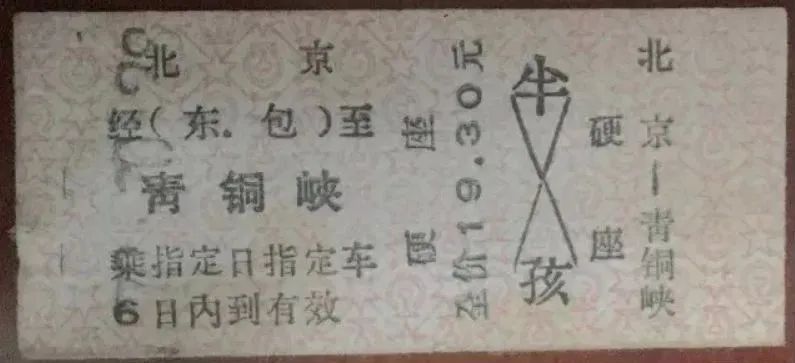 北京
经(东.包)至
青铜峡
乘指定日指定车
6日内到有效
硬座
全价19.30元
半
孩
硬座
北京—青铜峡